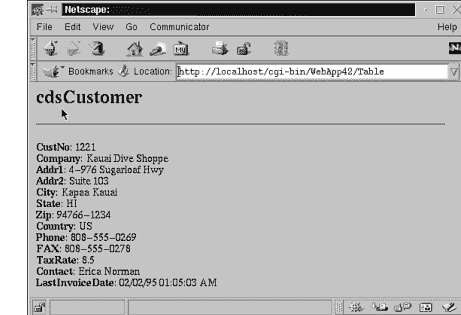 Netscape:
File Edit View Go Communicator Help
Bookmarks Location: http://localhost/cgi-bin/WebApp42/Table
cdsCustomer
CustNo: 1221
Company: Kauai Dive Shoppe
Addr1: 4-976 Sugarloaf Hwy
Addr2: Suite 103
City: Kapaa Kauai
State: HI
Zip: 94766-1234
Country: US
Phone: 808-555-0269
FAX: 808-555-0278
TaxRate: 8.5
Contact: Erica Norman
LastInvoiceDate: 02/02/95 01:05:03 AM